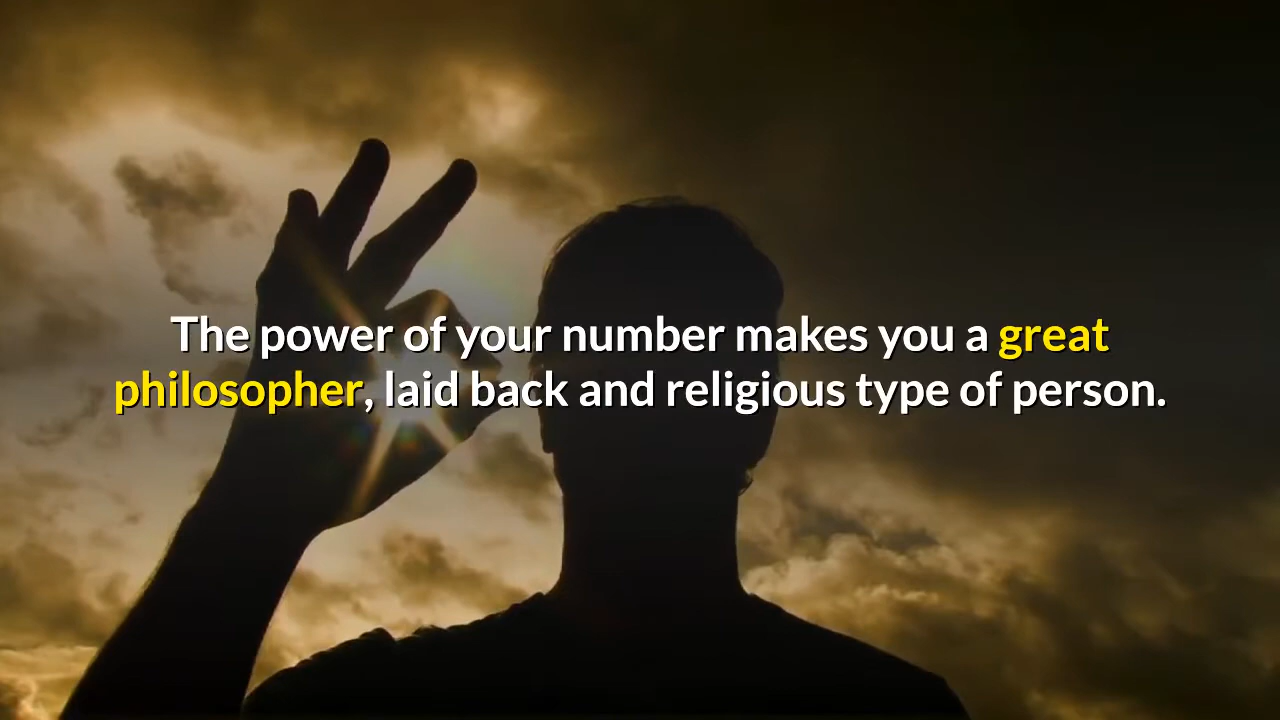 The power of your number makes you a great
philosopher, laid back and religious type of person.